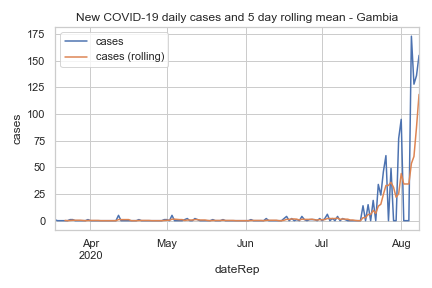 New COVID-19 daily cases and 5 day rolling mean - Gambia
cases
cases (rolling)
175
150
125
100
75
50
25
0
cases
Apr
2020
May
Jun
Jul
Aug
dateRep